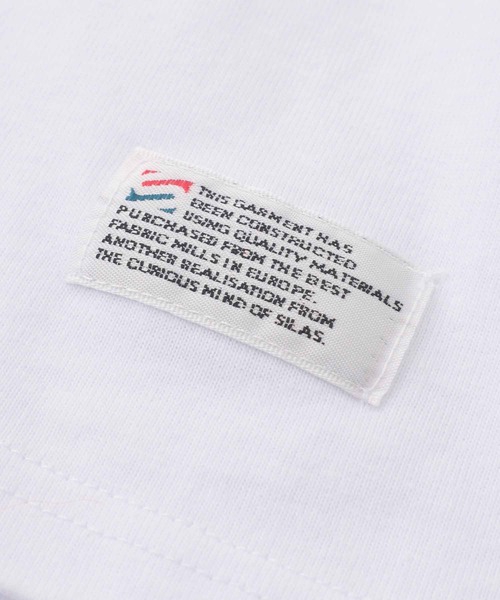 THIS GARMENT HAS
BEEN CONSTRUCTED
USING QUALITY MATERIALS
PURCHASED FROM THE BEST
FABRIC MILLS IN EUROPE.
ANOTHER REALISATION FROM
THE CURIOUS MIND OF SILAS.